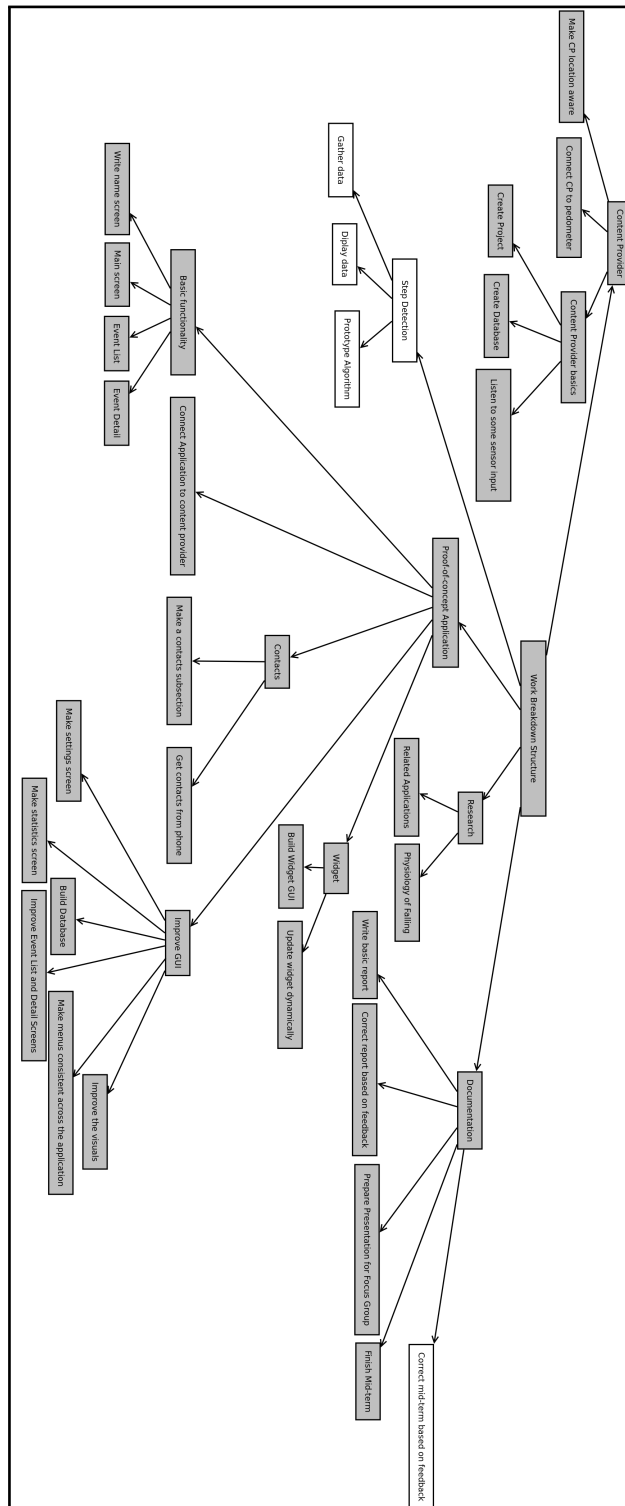 Work Breakdown Structure
Content Provider
Step Detection
Proof-of-concept Application
Research
Documentation
Make CP location aware
Connect CP to pedometer
Content Provider basics
Create Project
Create Database
Listen to some sensor input
Gather data
Diplay data
Prototype Algorithm
Basic functionality
Connect Application to content provider
Contacts
Widget
Improve GUI
Write name screen
Main screen
Event List
Event Detail
Make a contacts subsection
Get contacts from phone
Build Widget GUI
Update widget dynamically
Make settings screen
Make statistics screen
Build Database
Improve Event List and Detail Screens
Make menus consistent across the application
Improve the visuals
Related Applications
Physiology of Falling
Write basic report
Correct report based on feedback
Prepare Presentation for Focus Group
Finish Mid-term
Correct mid-term based on feedback